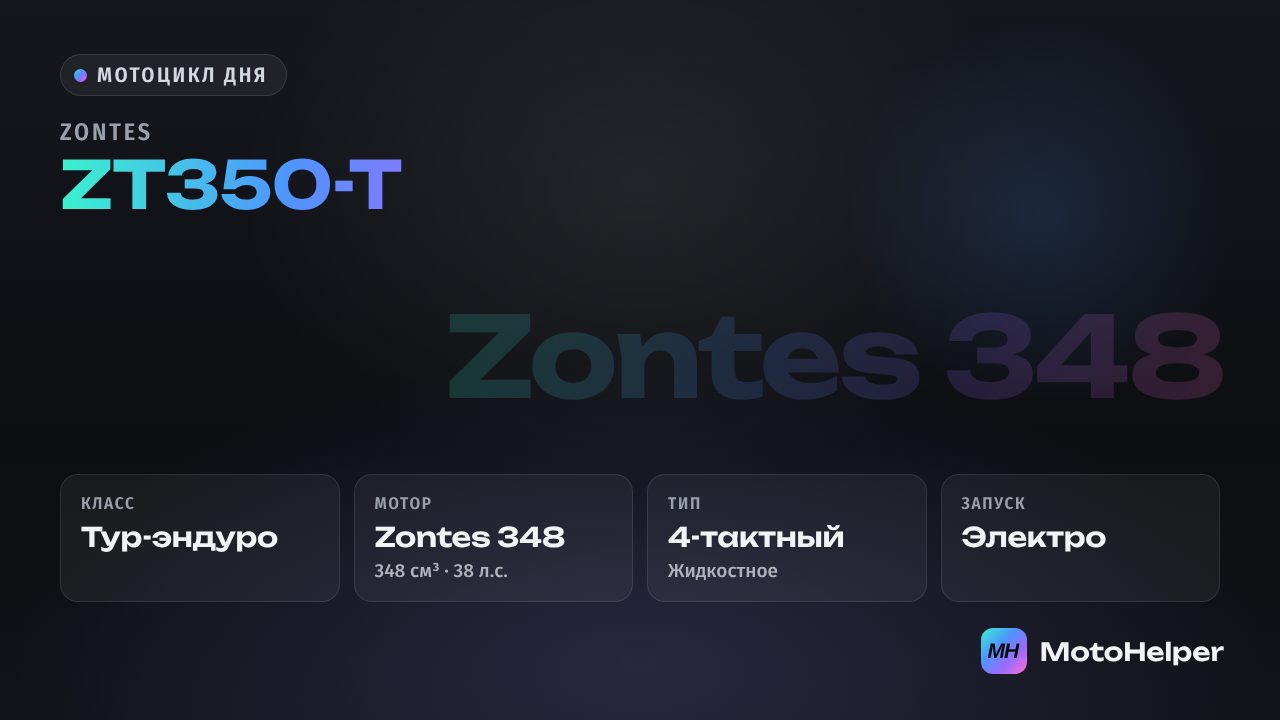 МОТОЦИКЛ ДНЯ
ZONTES
ZT350-T
Zontes 348
КЛАСС
Тур-эндуро
МОТОР
Zontes 348
348 см³ · 38 л.с.
ТИП
4-тактный
Жидкостное
ЗАПУСК
Электро
MH MotoHelper